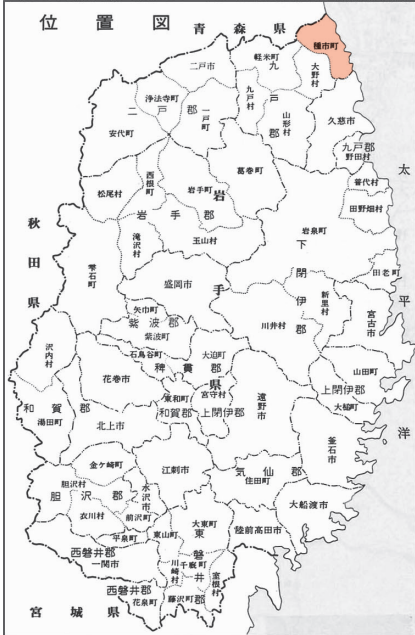 位置図
青森県
種市町
軽米町
九戸郡
大野村
二戸市
九戸村
山形村
久慈市
浄法寺町
二戸郡
一戸町
安代町
九戸郡
野田村
太平洋
普代村
葛巻町
西根町
岩手町
松尾村
岩手県
田野畑村
岩手郡
秋田県
滝沢村
玉山村
岩泉町
下閉伊郡
雫石町
田老町
盛岡市
新里村
矢巾町
紫波郡
紫波町
川井村
宮古市
沢内村
石鳥谷町
大迫町
稗貫郡
山田町
花巻市
東和町
宮守村
遠野市
上閉伊郡
大槌町
和賀郡
和賀郡
上閉伊郡
湯田町
北上市
釜石市
金ケ崎町
江刺市
気仙郡
住田町
胆沢村
水沢市
胆沢郡
大船渡市
衣川村
前沢町
大東町
平泉町
東山町
東磐井郡
陸前高田市
西磐井郡
一関市
千厩町
川崎村
室根村
西磐井郡
花泉町
藤沢町
宮城県